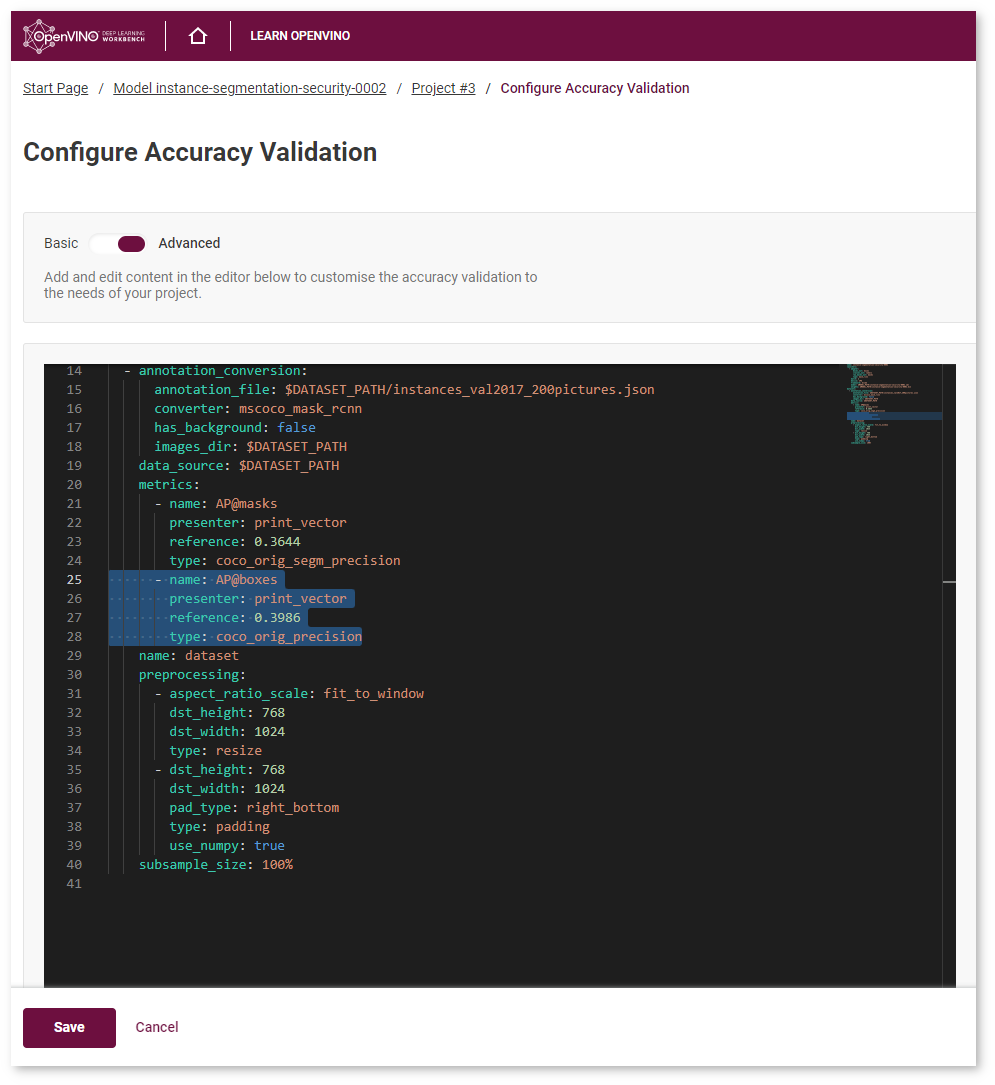 OpenVINO DEEP LEARNING WORKBENCH LEARN OPENVINO
Start Page / Model instance-segmentation-security-0002 / Project #3 / Configure Accuracy Validation
Configure Accuracy Validation
Basic Advanced
Add and edit content in the editor below to customise the accuracy validation to
the needs of your project.
14 - annotation_conversion:
15 annotation_file: $DATASET_PATH/instances_val2017_200pictures.json
16 converter: mscoco_mask_rcnn
17 has_background: false
18 images_dir: $DATASET_PATH
19 data_source: $DATASET_PATH
20 metrics:
21 - name: AP@masks
22 presenter: print_vector
23 reference: 0.3644
24 type: coco_orig_segm_precision
25 - name: AP@boxes
26 presenter: print_vector
27 reference: 0.3986
28 type: coco_orig_precision
29 name: dataset
30 preprocessing:
31 - aspect_ratio_scale: fit_to_window
32 dst_height: 768
33 dst_width: 1024
34 type: resize
35 - dst_height: 768
36 dst_width: 1024
37 pad_type: right_bottom
38 type: padding
39 use_numpy: true
40 subsample_size: 100%
41
Save Cancel